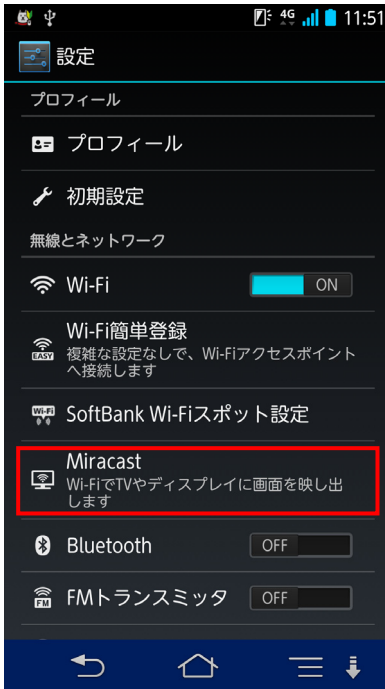 4G 11:51
設定
プロフィール
プロフィール
初期設定
無線とネットワーク
Wi-Fi ON
Wi-Fi簡単登録
EASY
複雑な設定なしで、Wi-Fiアクセスポイント
へ接続します
Wi-Fi
SoftBank Wi-Fiスポット設定
Miracast
Wi-FiでTVやディスプレイに画面を映し出
します
Bluetooth OFF
FM
FMトランスミッタ OFF